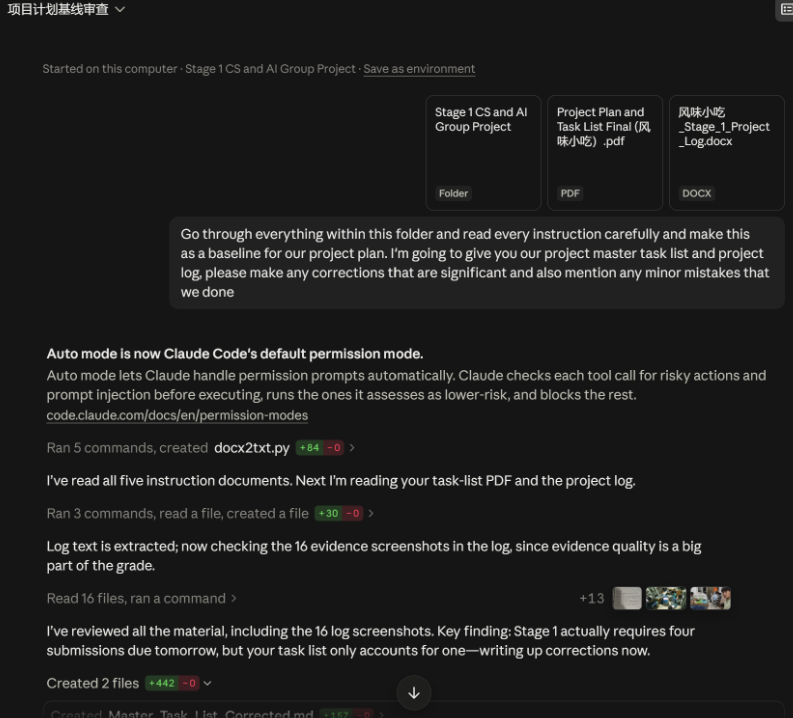 项目计划基线审查
Started on this computer · Stage 1 CS and AI Group Project · Save as environment
Stage 1 CS and AI
Group Project
Folder
Project Plan and
Task List Final (风
味小吃）.pdf
PDF
风味小吃
_Stage_1_Project
_Log.docx
DOCX
Go through everything within this folder and read every instruction carefully and make this
as a baseline for our project plan. I'm going to give you our project master task list and project
log, please make any corrections that are significant and also mention any minor mistakes that
we done
Auto mode is now Claude Code's default permission mode.
Auto mode lets Claude handle permission prompts automatically. Claude checks each tool call for risky actions and
prompt injection before executing, runs the ones it assesses as lower-risk, and blocks the rest.
code.claude.com/docs/en/permission-modes
Ran 5 commands, created docx2txt.py +84 -0
I've read all five instruction documents. Next I'm reading your task-list PDF and the project log.
Ran 3 commands, read a file, created a file +30 -0
Log text is extracted; now checking the 16 evidence screenshots in the log, since evidence quality is a big
part of the grade.
Read 16 files, ran a command
+13
I've reviewed all the material, including the 16 log screenshots. Key finding: Stage 1 actually requires four
submissions due tomorrow, but your task list only accounts for one—writing up corrections now.
Created 2 files +442 -0
Created Master_Task_List_Corrected.md +157 -0